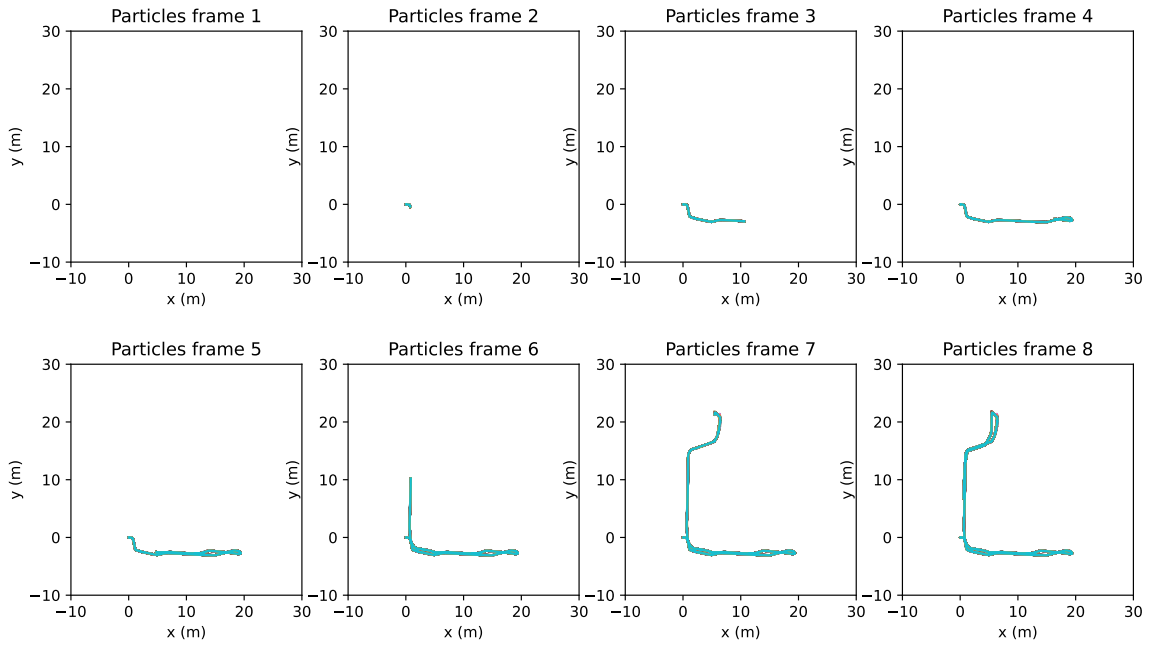 Particles frame 1
30
20
10
0
−10
y (m)
−10 0 10 20 30
x (m)
Particles frame 2
30
20
10
0
−10
y (m)
−10 0 10 20 30
x (m)
Particles frame 3
30
20
10
0
−10
y (m)
−10 0 10 20 30
x (m)
Particles frame 4
30
20
10
0
−10
y (m)
−10 0 10 20 30
x (m)
Particles frame 5
30
20
10
0
−10
y (m)
−10 0 10 20 30
x (m)
Particles frame 6
30
20
10
0
−10
y (m)
−10 0 10 20 30
x (m)
Particles frame 7
30
20
10
0
−10
y (m)
−10 0 10 20 30
x (m)
Particles frame 8
30
20
10
0
−10
y (m)
−10 0 10 20 30
x (m)